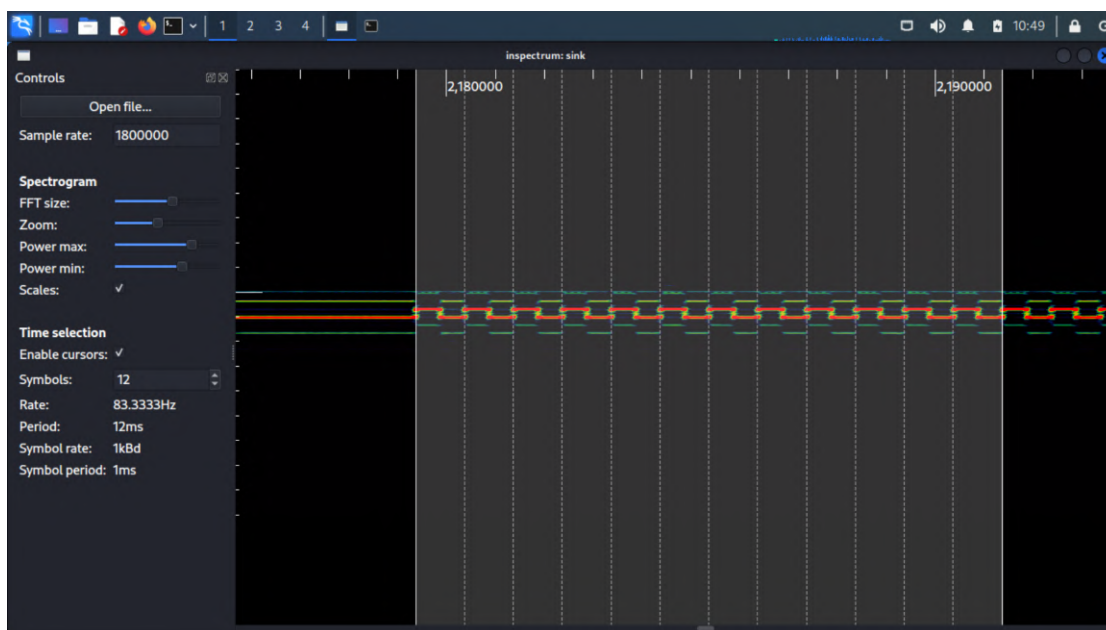 1 2 3 4 10:49
inspectrum: sink
Controls
Open file...
Sample rate: 1800000
Spectrogram
FFT size:
Zoom:
Power max:
Power min:
Scales:
Time selection
Enable cursors:
Symbols: 12
Rate: 83.3333Hz
Period: 12ms
Symbol rate: 1kBd
Symbol period: 1ms
2,180000 2,190000